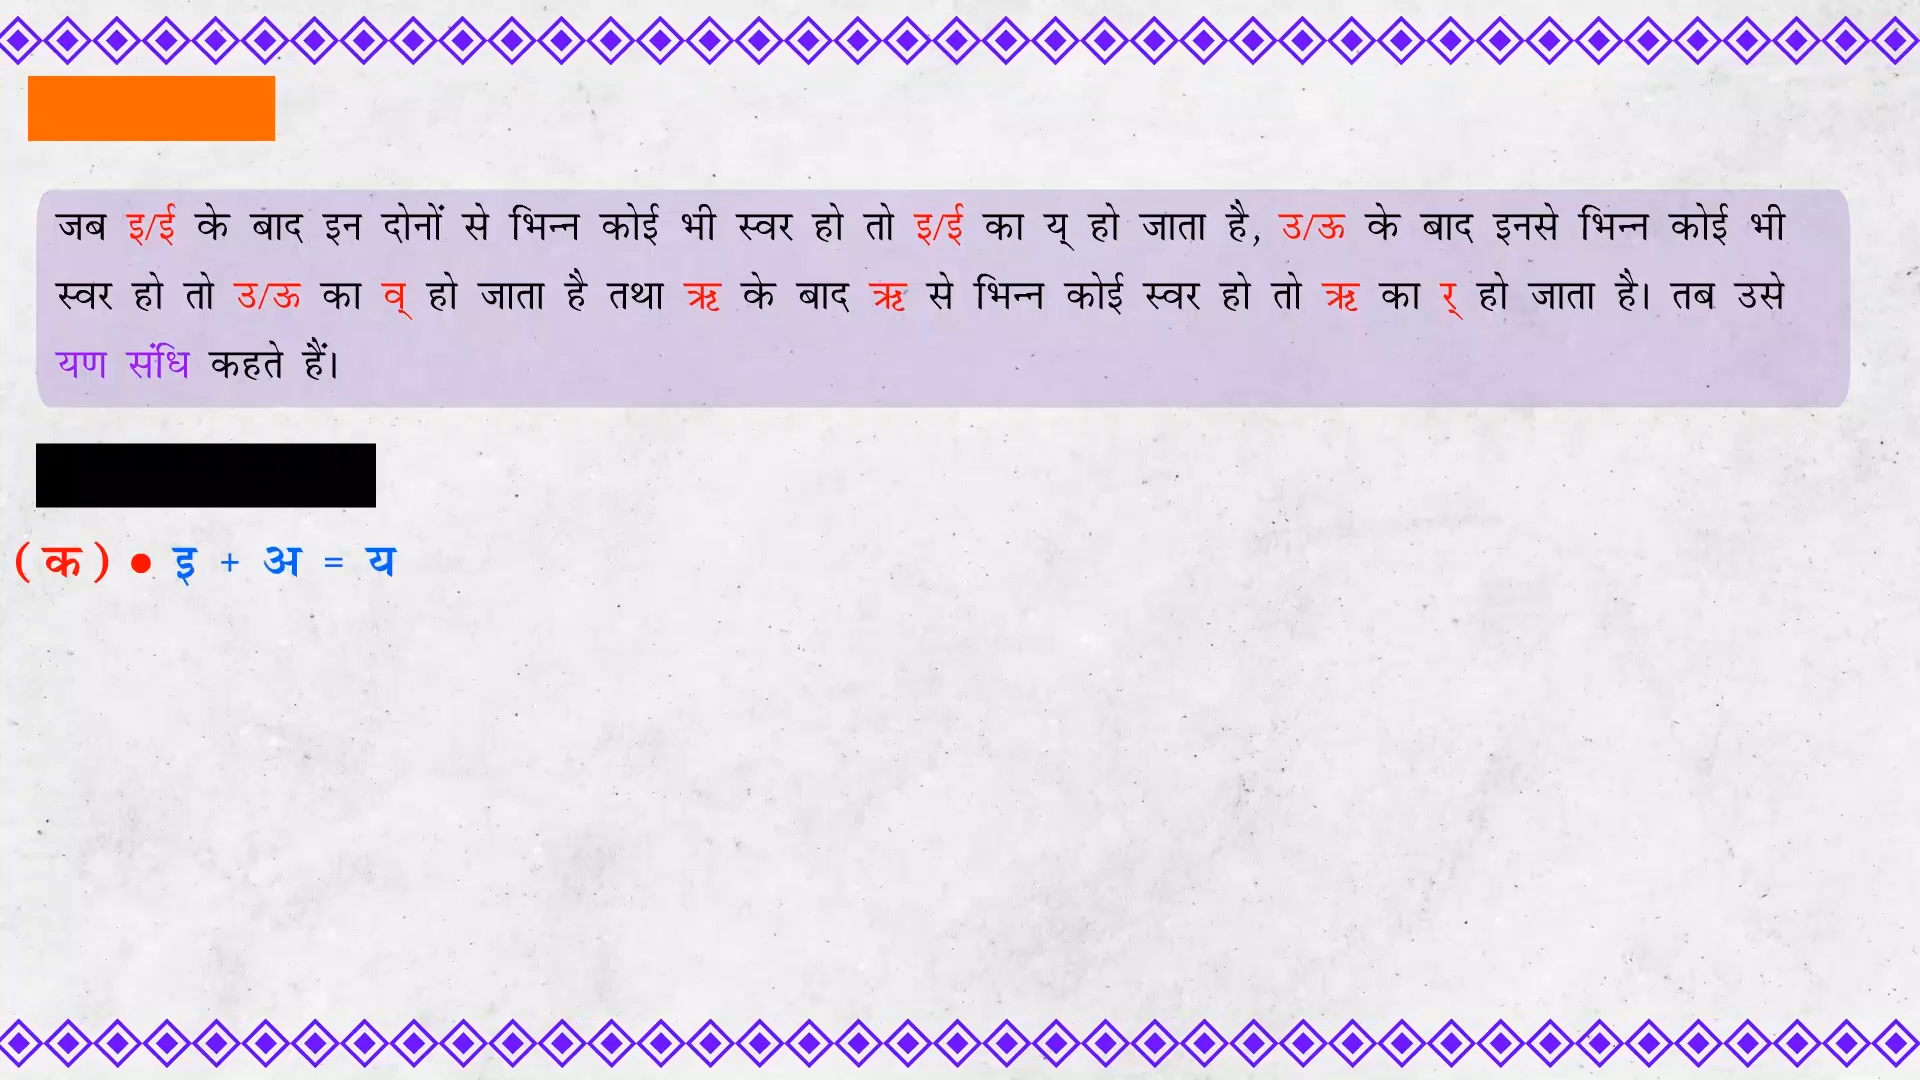 जब इ/ई के बाद इन दोनों से भिन्न कोई भी स्वर हो तो इ/ई का य् हो जाता है, उ/ऊ के बाद इनसे भिन्न कोई भी
स्वर हो तो उ/ऊ का व् हो जाता है तथा ऋ के बाद ऋ से भिन्न कोई स्वर हो तो ऋ का र् हो जाता है। तब उसे
यण संधि कहते हैं।
(क) ● इ + अ = य